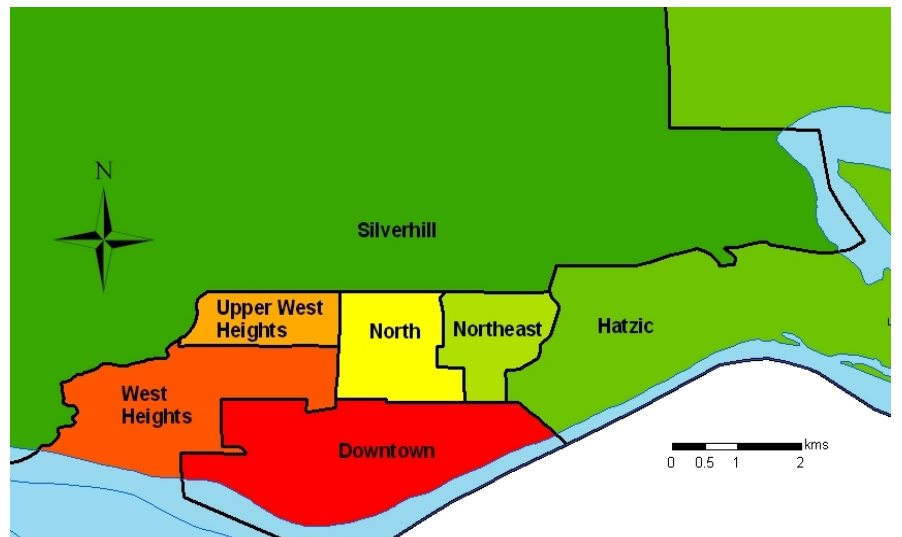 N
Silverhill
Upper West
Heights
North
Northeast
Hatzic
West
Heights
Downtown
kms
0 0.5 1 2
L